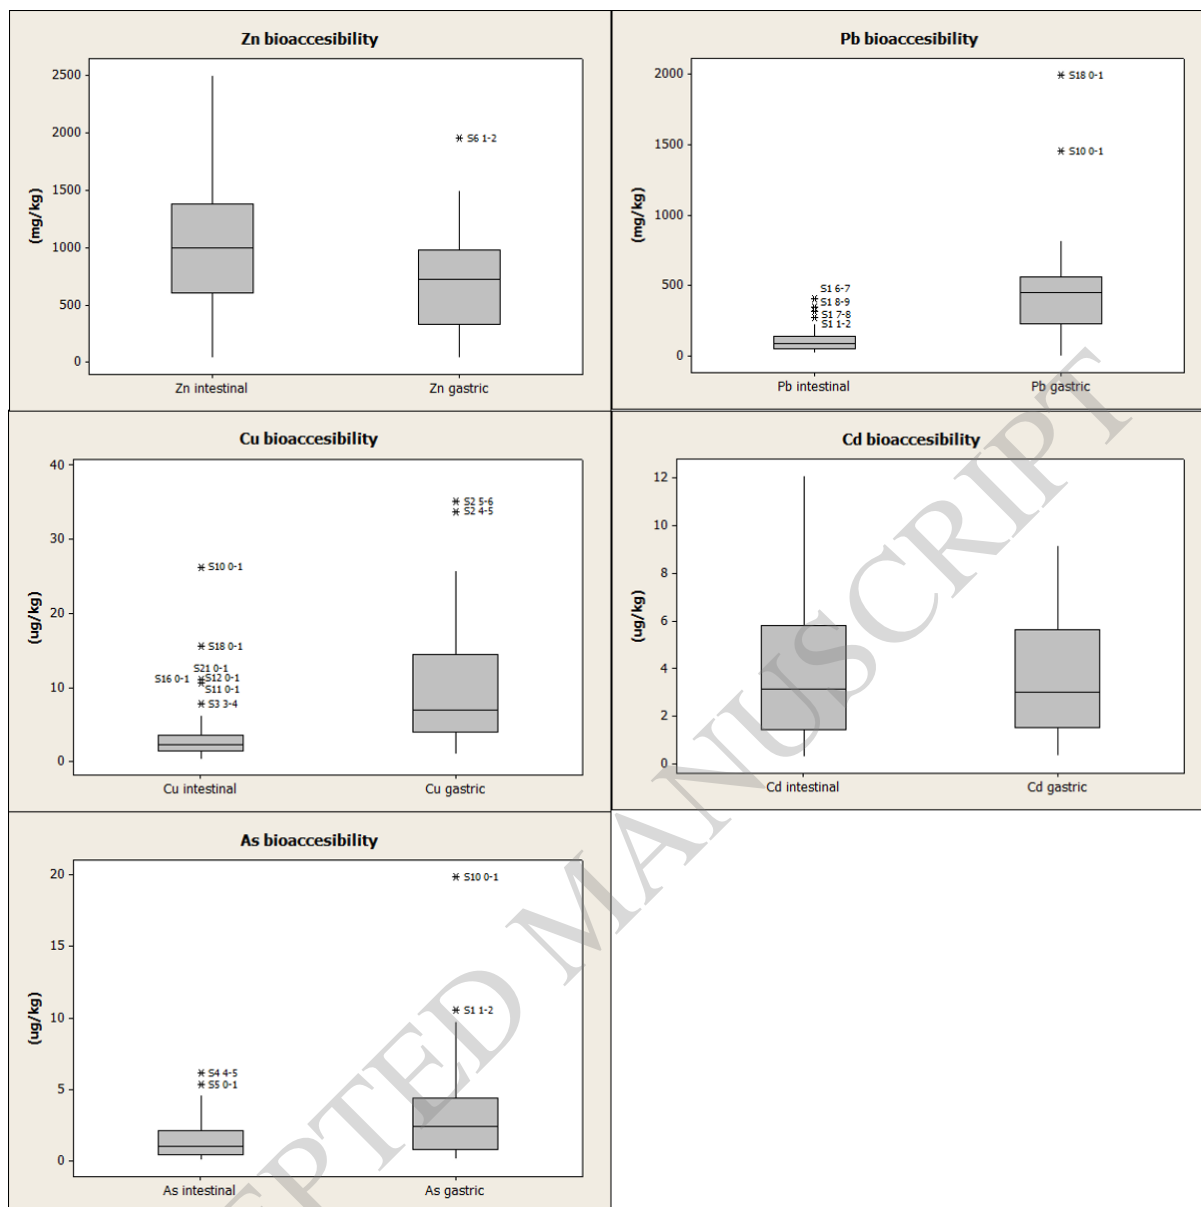 Zn bioaccesibility
2500
2000
1500
1000
500
0
(mg/kg)
S6 1-2
Zn intestinal
Zn gastric
Pb bioaccesibility
2000
1500
1000
500
0
(mg/kg)
S18 0-1
S10 0-1
S1 6-7
S1 8-9
S1 7-8
S1 1-2
Pb intestinal
Pb gastric
Cu bioaccesibility
40
30
20
10
0
(ug/kg)
S2 5-6
S2 4-5
S10 0-1
S18 0-1
S21 0-1
S16 0-1
S12 0-1
S11 0-1
S3 3-4
Cu intestinal
Cu gastric
Cd bioaccesibility
12
10
8
6
4
2
0
(ug/kg)
Cd intestinal
Cd gastric
As bioaccesibility
20
15
10
5
0
(ug/kg)
S10 0-1
S1 1-2
S4 4-5
S5 0-1
As intestinal
As gastric
PTED MANUSCRIPT